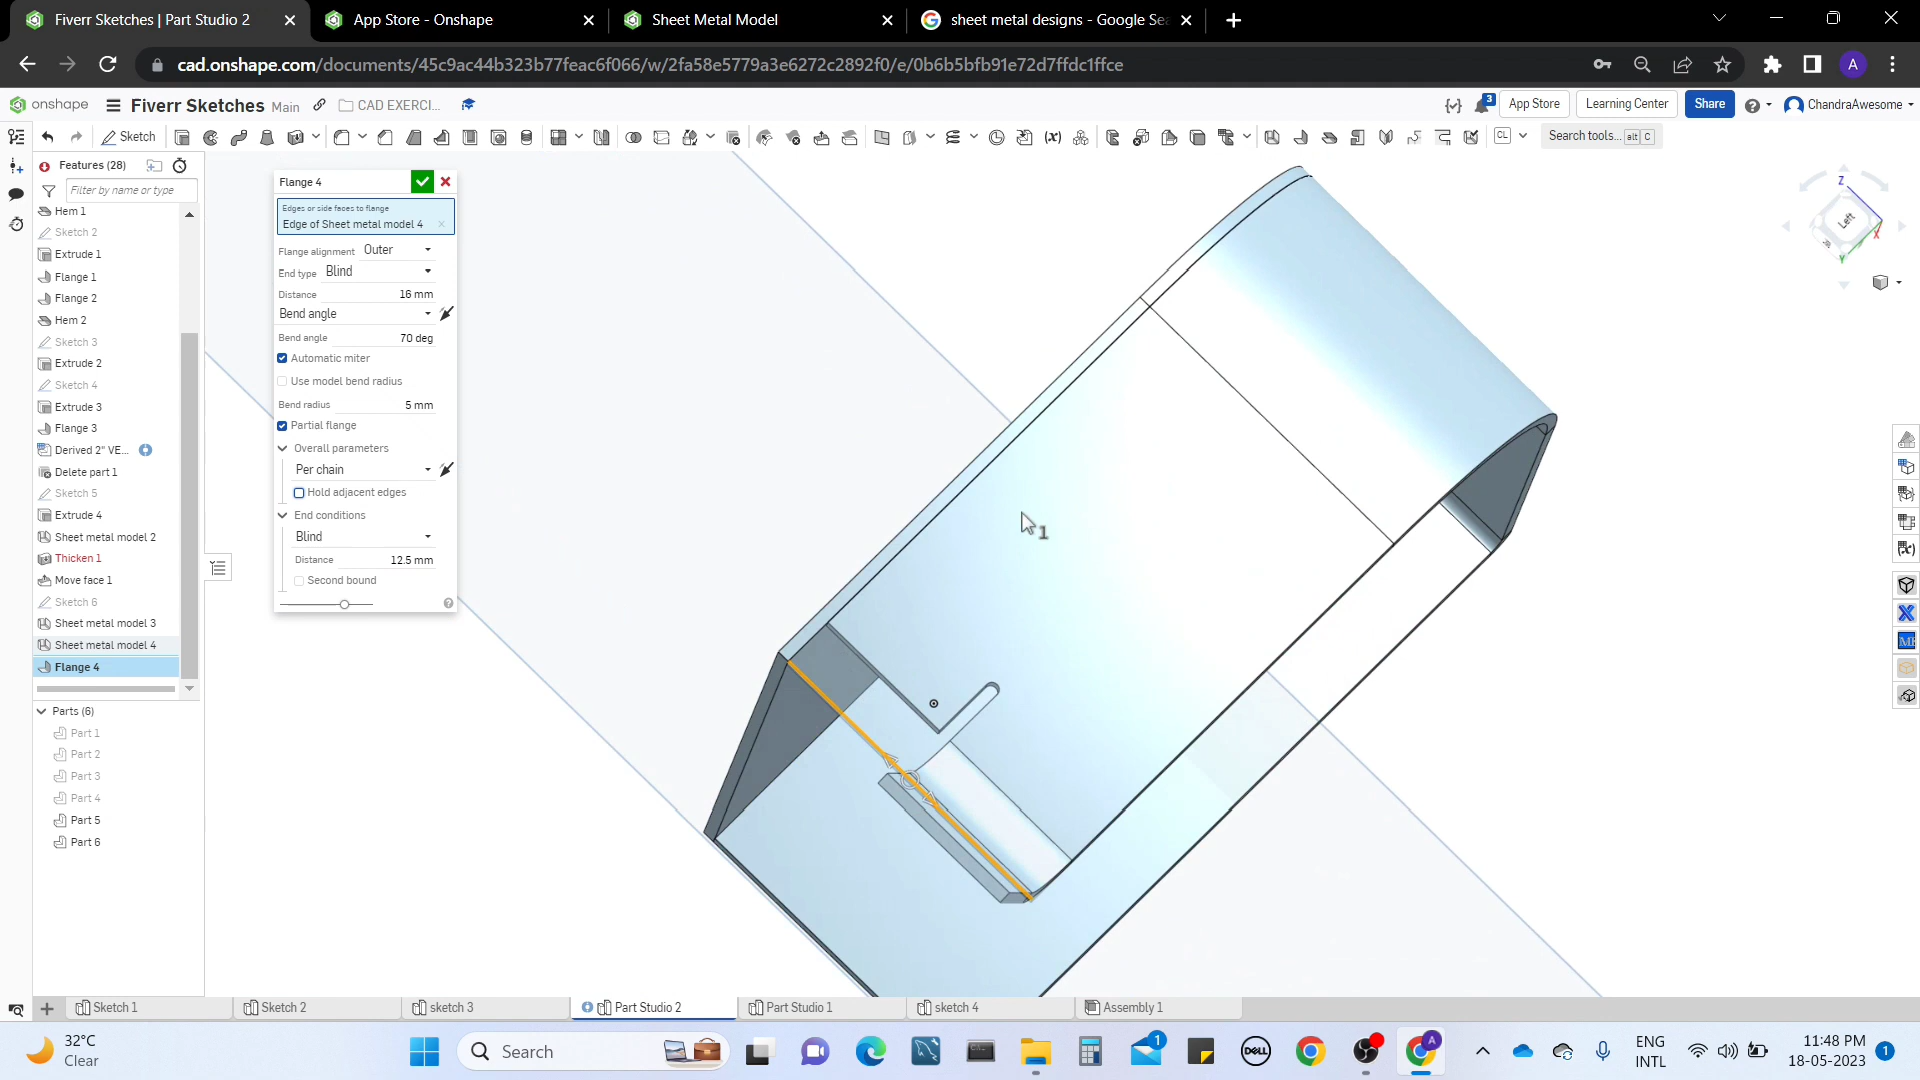 Fiverr Sketches | Part Studio 2
App Store - Onshape
Sheet Metal Model
sheet metal designs - Google Sea
cad.onshape.com/documents/45c9ac44b323b77feac6f066/w/2fa58e5779a3e6272c2892f0/e/0b6b5bfb91e72d7ffdc1ffce
A
onshape
Fiverr Sketches Main
CAD EXERCI...
3
App Store
Learning Center
Share
ChandraAwesome
Sketch
CL
Search tools... alt C
Features (28)
Filter by name or type
Hem 1
Sketch 2
Extrude 1
Flange 1
Flange 2
Hem 2
Sketch 3
Extrude 2
Sketch 4
Extrude 3
Flange 3
Derived 2" VE...
Delete part 1
Sketch 5
Extrude 4
Sheet metal model 2
Thicken 1
Move face 1
Sketch 6
Sheet metal model 3
Sheet metal model 4
Flange 4
Parts (6)
Part 1
Part 2
Part 3
Part 4
Part 5
Part 6
Flange 4
Edges or side faces to flange
Edge of Sheet metal model 4
Flange alignment Outer
End type Blind
Distance 16 mm
Bend angle
Bend angle 70 deg
Automatic miter
Use model bend radius
Bend radius 5 mm
Partial flange
Overall parameters
Per chain
Hold adjacent edges
End conditions
Blind
Distance 12.5 mm
Second bound
1
Z
Left
X
Y
Sketch 1
Sketch 2
sketch 3
Part Studio 2
Part Studio 1
sketch 4
Assembly 1
32°C
Clear
Search
1
DELL
A
ENG
INTL
11:48 PM
18-05-2023
1